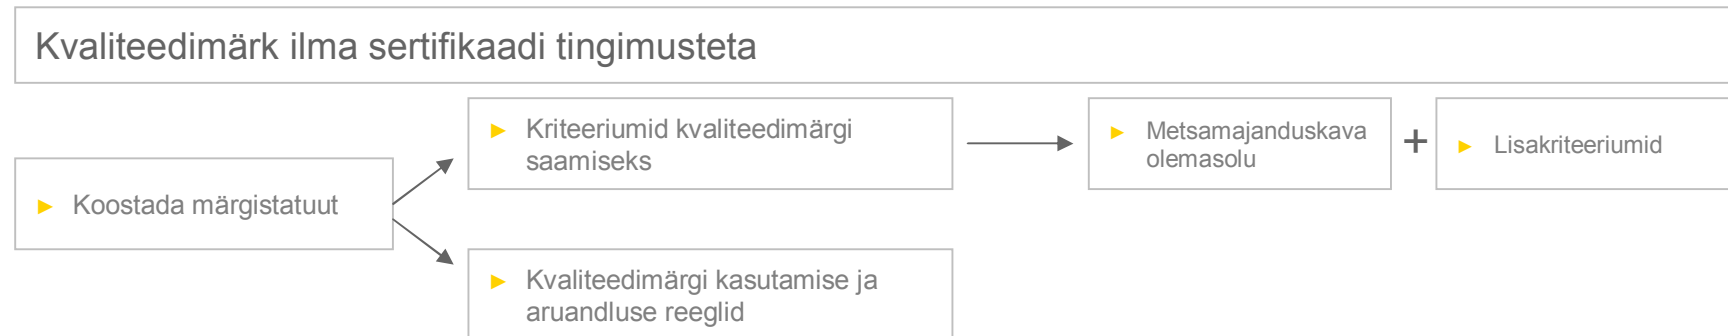 Kvaliteedimärk ilma sertifikaadi tingimusteta
► Koostada märgistatuut
► Kriteeriumid kvaliteedimärgi
saamiseks
► Metsamajanduskava
olemasolu
+
► Lisakriteeriumid
► Kvaliteedimärgi kasutamise ja
aruandluse reeglid